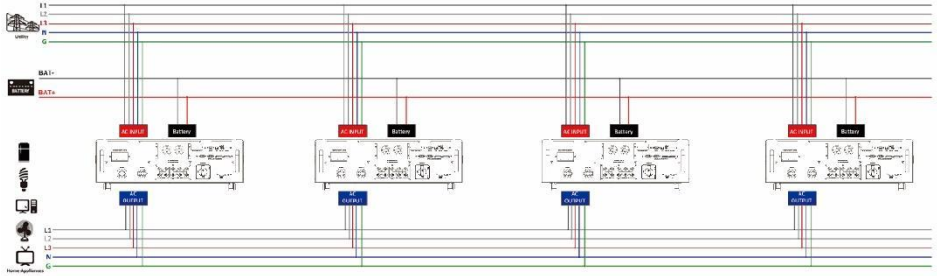 L1
L2
L3
N
G
Utility
BAT-
BATTERY
BAT+
AC INPUT
Battery
AC INPUT
Battery
AC INPUT
Battery
AC INPUT
Battery
AC
OUTPUT
AC
OUTPUT
AC
OUTPUT
AC
OUTPUT
L1
L2
L3
N
G
Home Appliances